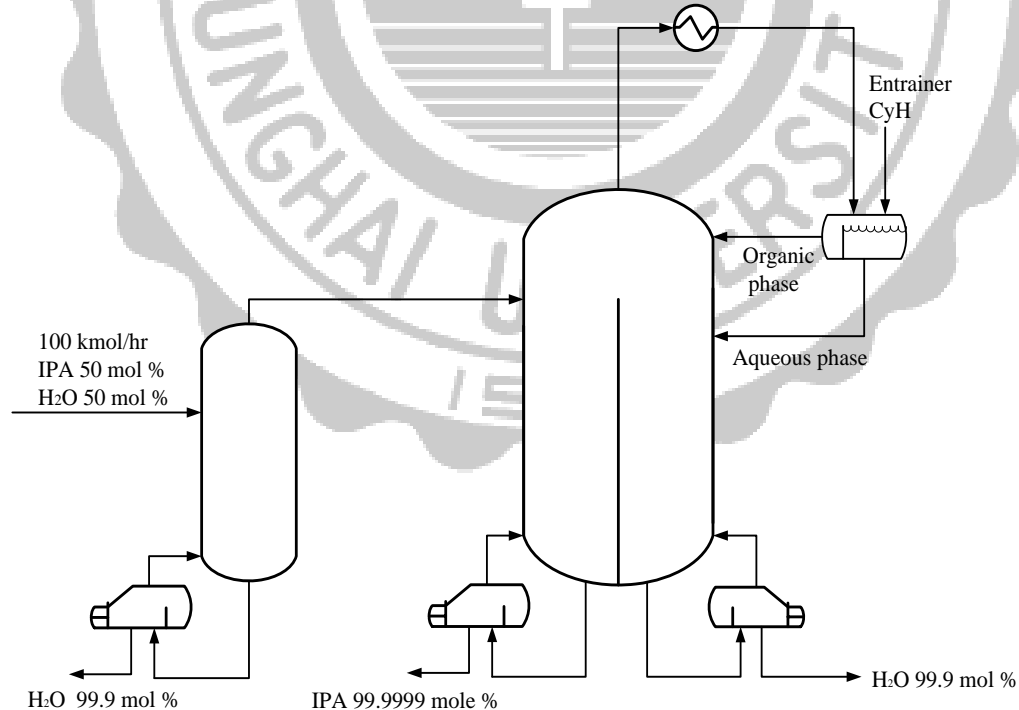 Entrainer
CyH
Organic
phase
Aqueous phase
100 kmol/hr
IPA 50 mol %
H₂O 50 mol %
H₂O 99.9 mol %
IPA 99.9999 mole %
H₂O 99.9 mol %